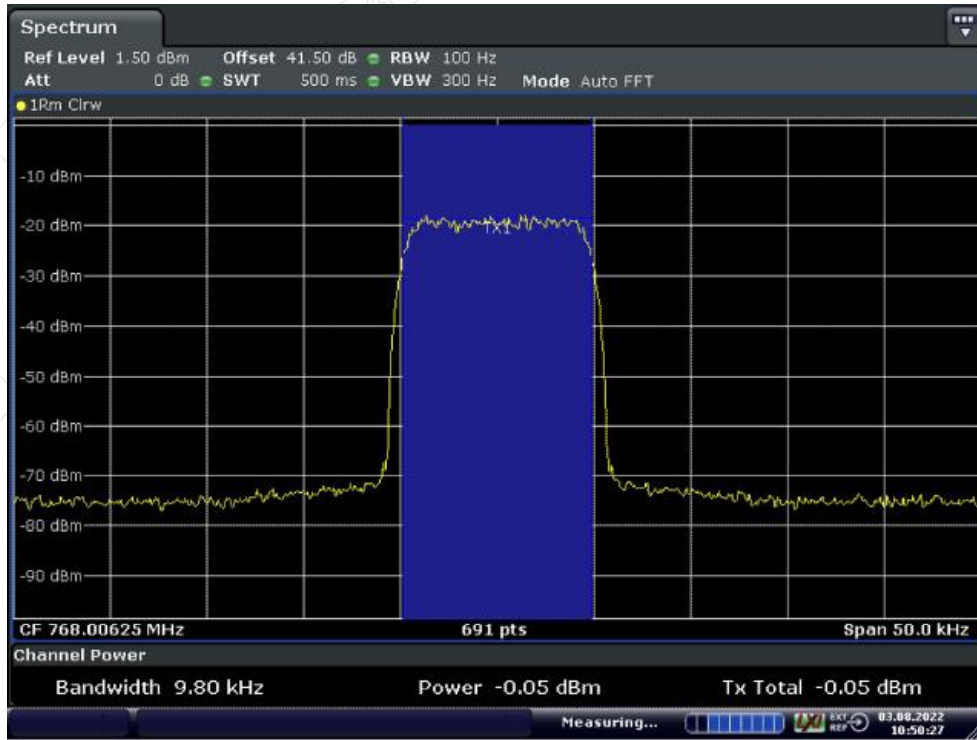 Spectrum
Ref Level 1.50 dBm Offset 41.50 dB RBW 100 Hz
Att 0 dB SWT 500 ms VBW 300 Hz Mode Auto FFT
1Rm Clrw
-10 dBm
-20 dBm
TX1
-30 dBm
-40 dBm
-50 dBm
-60 dBm
-70 dBm
-80 dBm
-90 dBm
CF 768.00625 MHz 691 pts Span 50.0 kHz
Channel Power
Bandwidth 9.80 kHz Power -0.05 dBm Tx Total -0.05 dBm
Measuring... LXI EXT REF 03.08.2022
10:50:27